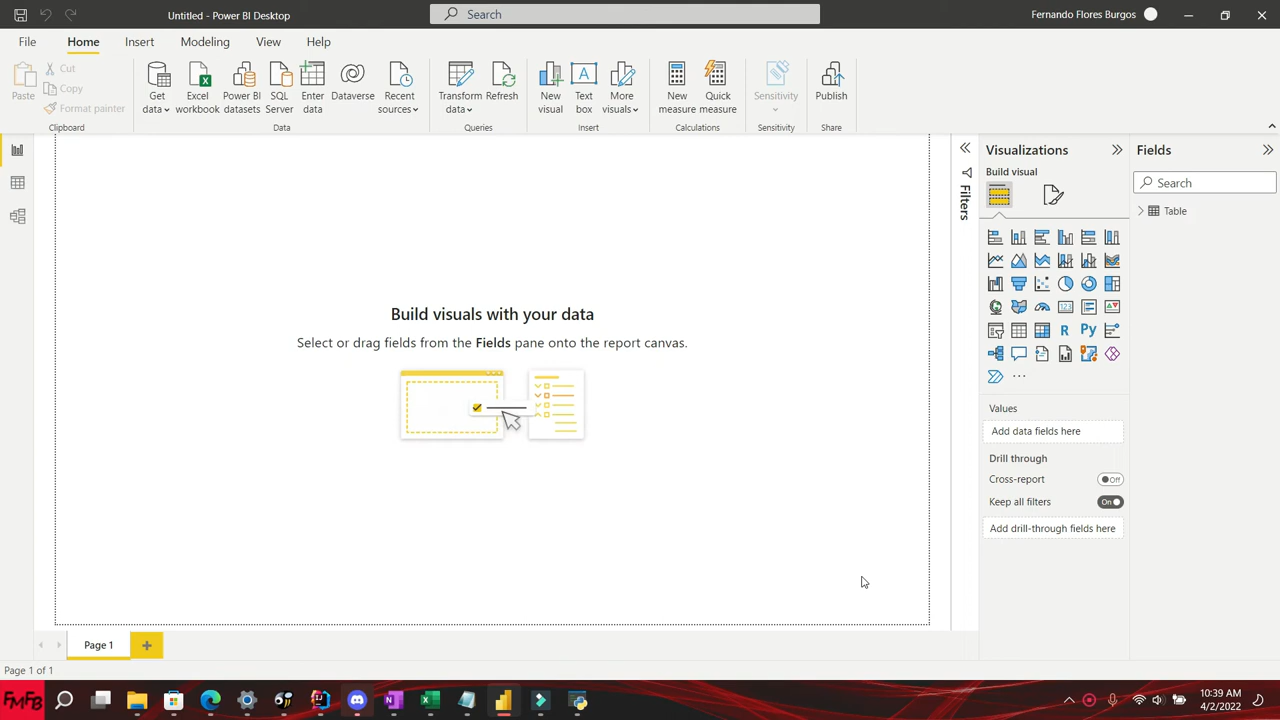 Untitled - Power BI Desktop
Search
Fernando Flores Burgos
File
Home
Insert
Modeling
View
Help
Paste
Cut
Copy
Format painter
Clipboard
Get data
Excel workbook
Power BI datasets
SQL Server
Enter data
Dataverse
Recent sources
Data
Transform data
Refresh
Queries
New visual
Text box
More visuals
Insert
New measure
Quick measure
Calculations
Sensitivity
Sensitivity
Publish
Share
Build visuals with your data
Select or drag fields from the Fields pane onto the report canvas.
Filters
Visualizations
Build visual
123
R
Py
Values
Add data fields here
Drill through
Cross-report
Off
Keep all filters
On
Add drill-through fields here
Fields
Search
Table
Page 1
Page 1 of 1
FMFB
10:39 AM
4/2/2022